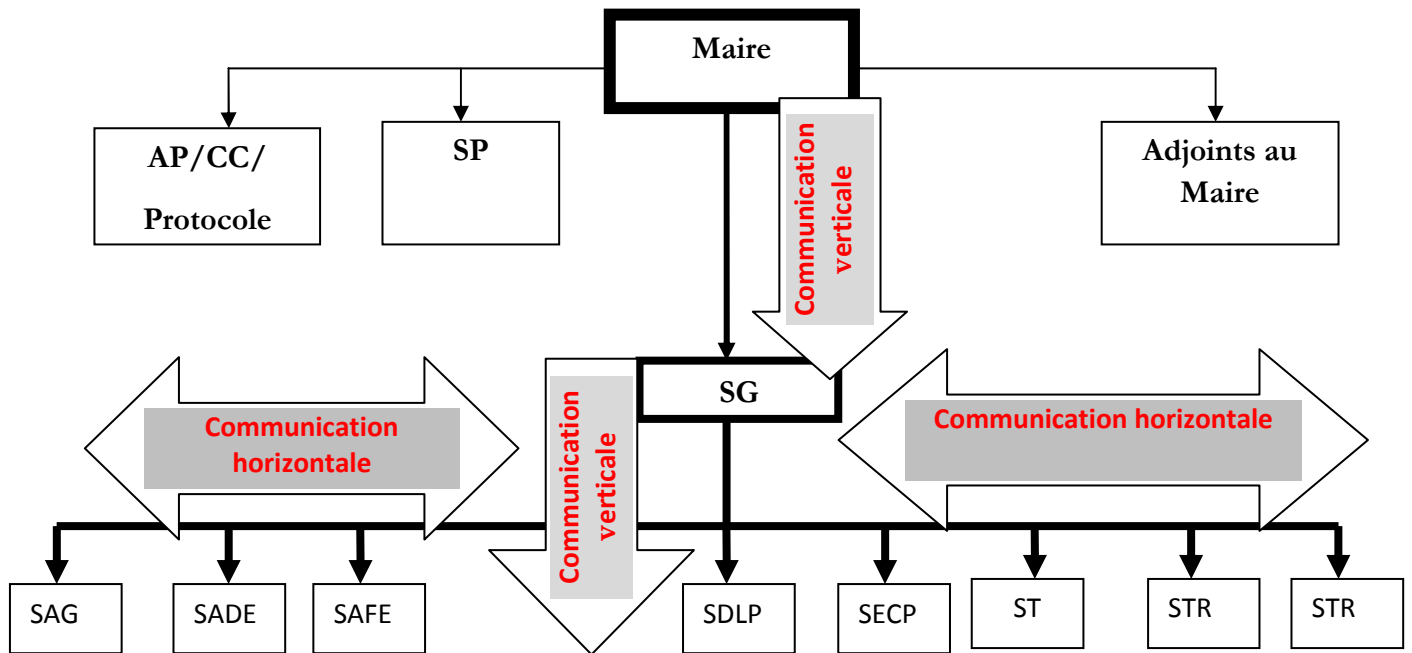 Maire
AP/CC/
Protocole
SP
Adjoints au
Maire
Communication
verticale
SG
Communication
horizontale
Communication
verticale
Communication horizontale
SAG
SADE
SAFE
SDLP
SECP
ST
STR
STR